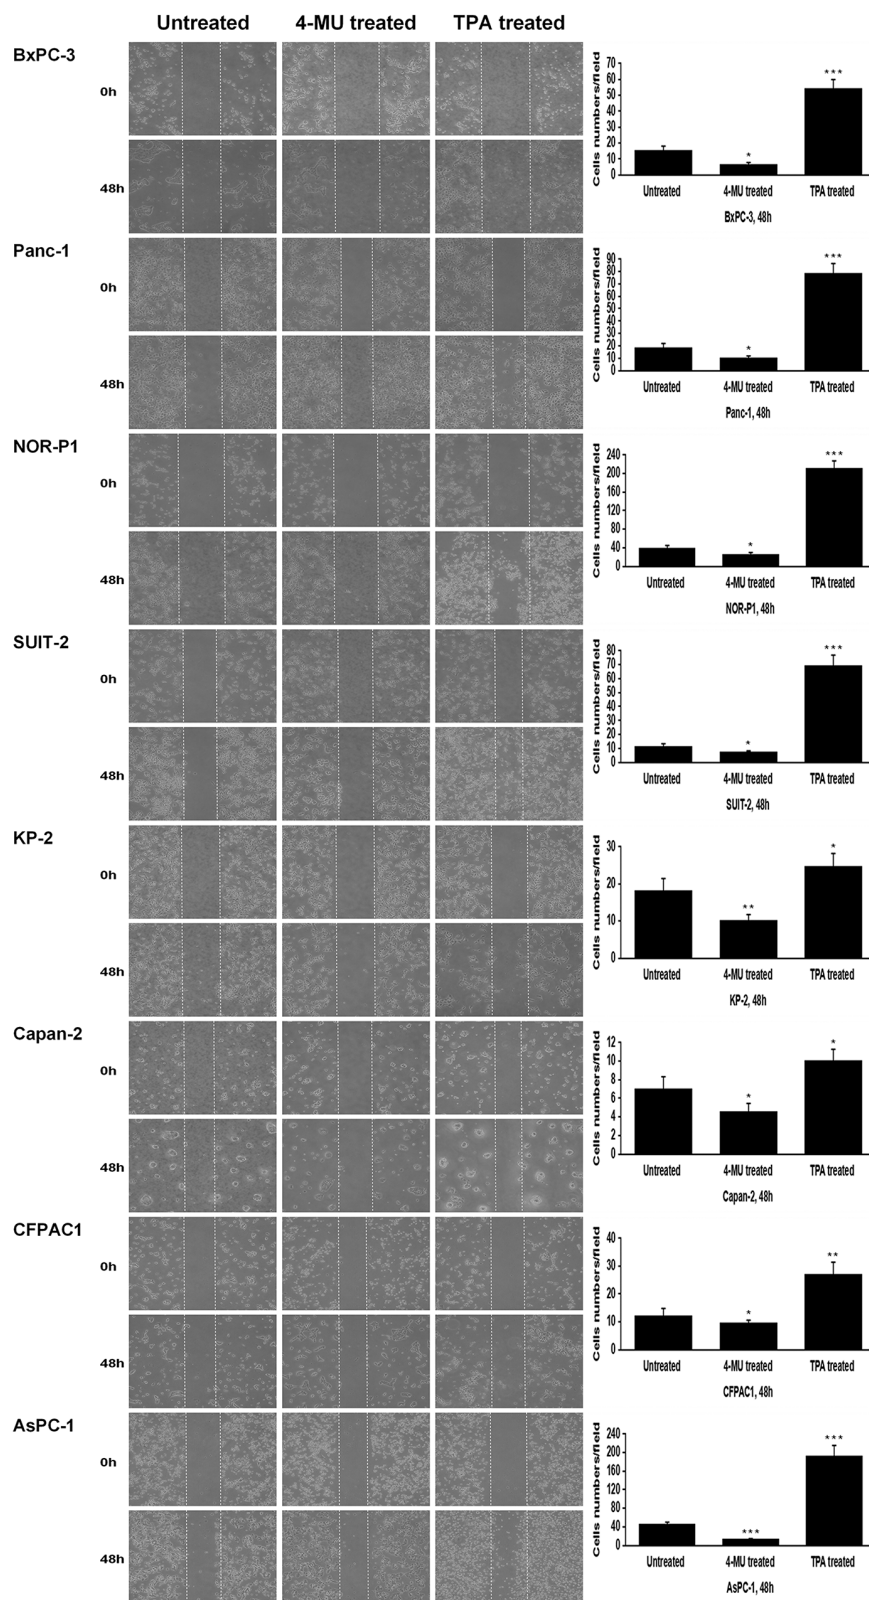 Untreated 4-MU treated TPA treated
BxPC-3
0h
48h
Cells numbers/field
70
60
50
40
30
20
10
0
*
***
Untreated 4-MU treated TPA treated
BxPC-3, 48h
Panc-1
0h
48h
Cells numbers/field
90
80
70
60
50
40
30
20
10
0
*
***
Untreated 4-MU treated TPA treated
Panc-1, 48h
NOR-P1
0h
48h
Cells numbers/field
240
200
160
120
80
40
0
*
***
Untreated 4-MU treated TPA treated
NOR-P1, 48h
SUIT-2
0h
48h
Cells numbers/field
80
70
60
50
40
30
20
10
0
*
***
Untreated 4-MU treated TPA treated
SUIT-2, 48h
KP-2
0h
48h
Cells numbers/field
30
20
10
0
**
*
Untreated 4-MU treated TPA treated
KP-2, 48h
Capan-2
0h
48h
Cells numbers/field
12
10
8
6
4
2
0
*
*
Untreated 4-MU treated TPA treated
Capan-2, 48h
CFPAC1
0h
48h
Cells numbers/field
40
30
20
10
0
*
**
Untreated 4-MU treated TPA treated
CFPAC1, 48h
AsPC-1
0h
48h
Cells numbers/field
240
200
160
120
80
40
0
***
***
Untreated 4-MU treated TPA treated
AsPC-1, 48h